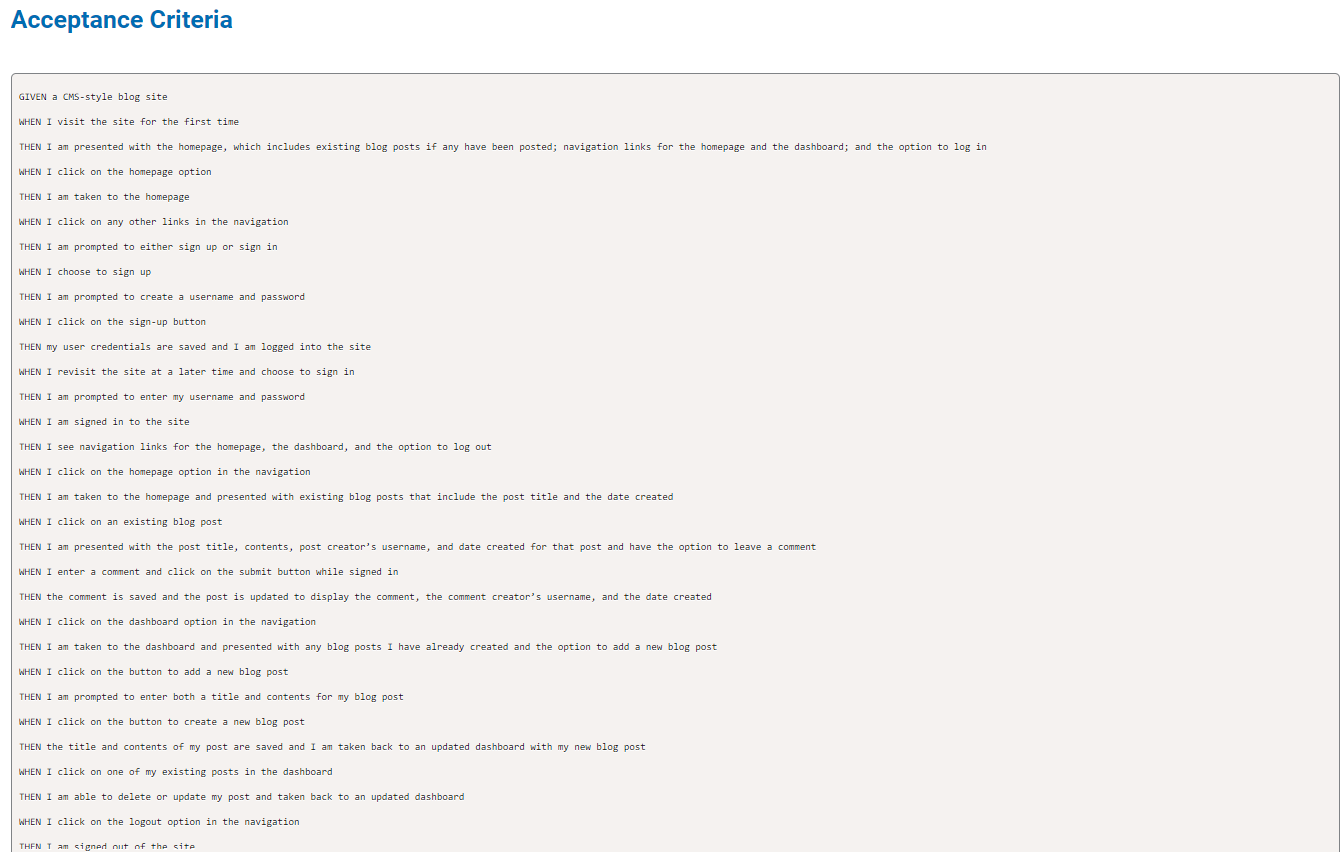 Acceptance Criteria
GIVEN a CMS-style blog site
WHEN I visit the site for the first time
THEN I am presented with the homepage, which includes existing blog posts if any have been posted; navigation links for the homepage and the dashboard; and the option to log in
WHEN I click on the homepage option
THEN I am taken to the homepage
WHEN I click on any other links in the navigation
THEN I am prompted to either sign up or sign in
WHEN I choose to sign up
THEN I am prompted to create a username and password
WHEN I click on the sign-up button
THEN my user credentials are saved and I am logged into the site
WHEN I revisit the site at a later time and choose to sign in
THEN I am prompted to enter my username and password
WHEN I am signed in to the site
THEN I see navigation links for the homepage, the dashboard, and the option to log out
WHEN I click on the homepage option in the navigation
THEN I am taken to the homepage and presented with existing blog posts that include the post title and the date created
WHEN I click on an existing blog post
THEN I am presented with the post title, contents, post creator’s username, and date created for that post and have the option to leave a comment
WHEN I enter a comment and click on the submit button while signed in
THEN the comment is saved and the post is updated to display the comment, the comment creator’s username, and the date created
WHEN I click on the dashboard option in the navigation
THEN I am taken to the dashboard and presented with any blog posts I have already created and the option to add a new blog post
WHEN I click on the button to add a new blog post
THEN I am prompted to enter both a title and contents for my blog post
WHEN I click on the button to create a new blog post
THEN the title and contents of my post are saved and I am taken back to an updated dashboard with my new blog post
WHEN I click on one of my existing posts in the dashboard
THEN I am able to delete or update my post and taken back to an updated dashboard
WHEN I click on the logout option in the navigation
THEN I am signed out of the site